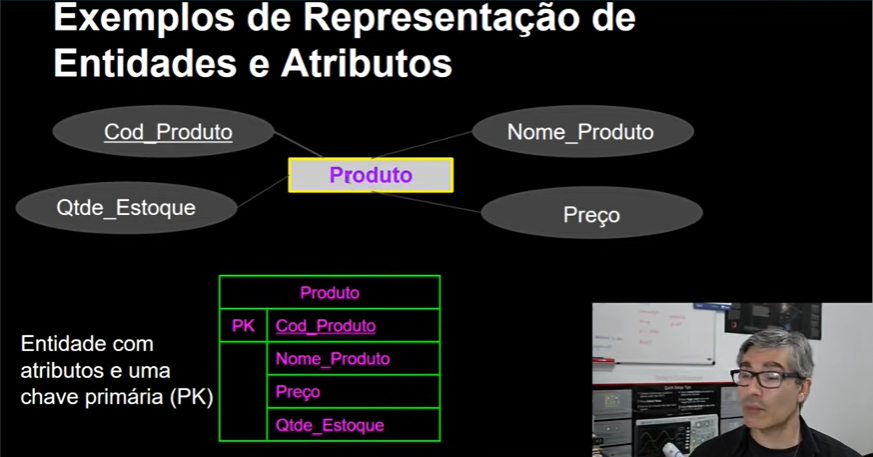 Exemplos de Representação de
Entidades e Atributos
Cod_Produto
Nome_Produto
Produto
Qtde_Estoque
Preço
Produto
PK Cod_Produto
Nome_Produto
Preço
Qtde_Estoque
Entidade com
atributos e uma
chave primária (PK)